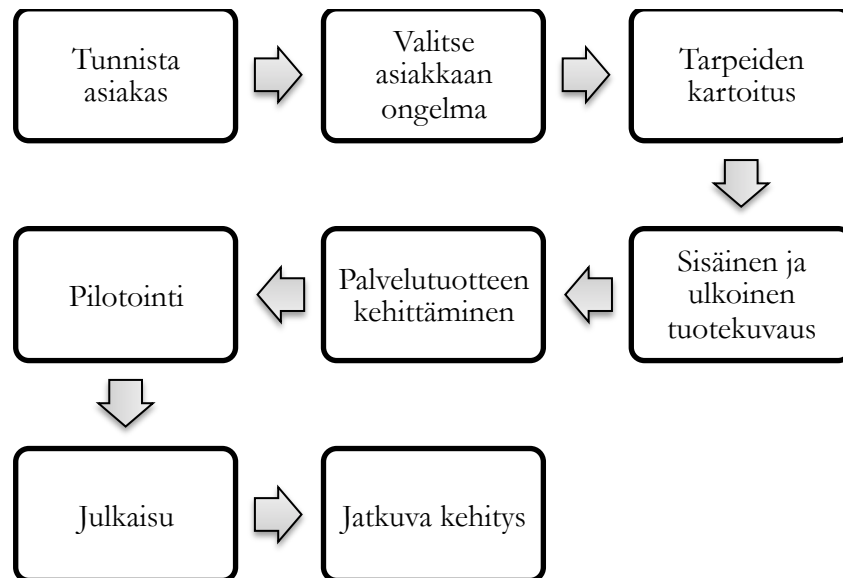 Tunnista
asiakas
Valitse
asiakkaan
ongelma
Tarpeiden
kartoitus
Sisäinen ja
ulkoinen
tuotekuvaus
Palvelutuotteen
kehittäminen
Pilotointi
Julkaisu
Jatkuva kehitys